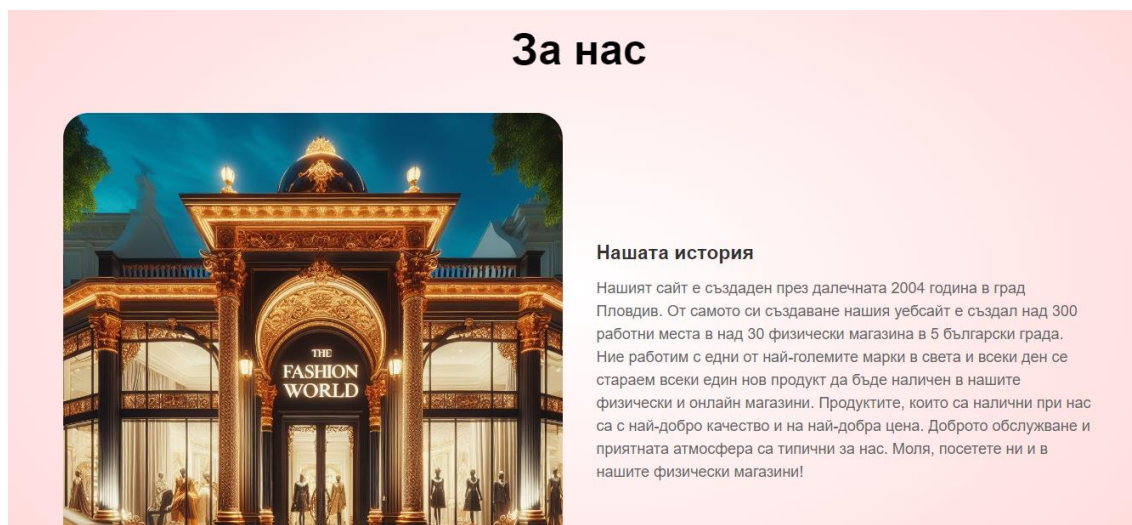 За нас
THE
FASHION
WORLD
Нашата история
Нашият сайт е създаден през далечната 2004 година в град
Пловдив. От самото си създаване нашия уебсайт е създал над 300
работни места в над 30 физически магазина в 5 български града.
Ние работим с едни от най-големите марки в света и всеки ден се
стараем всеки един нов продукт да бъде наличен в нашите
физически и онлайн магазини. Продуктите, които са налични при нас
са с най-добро качество и на най-добра цена. Доброто обслужване и
приятната атмосфера са типични за нас. Моля, посетете ни и в
нашите физически магазини!